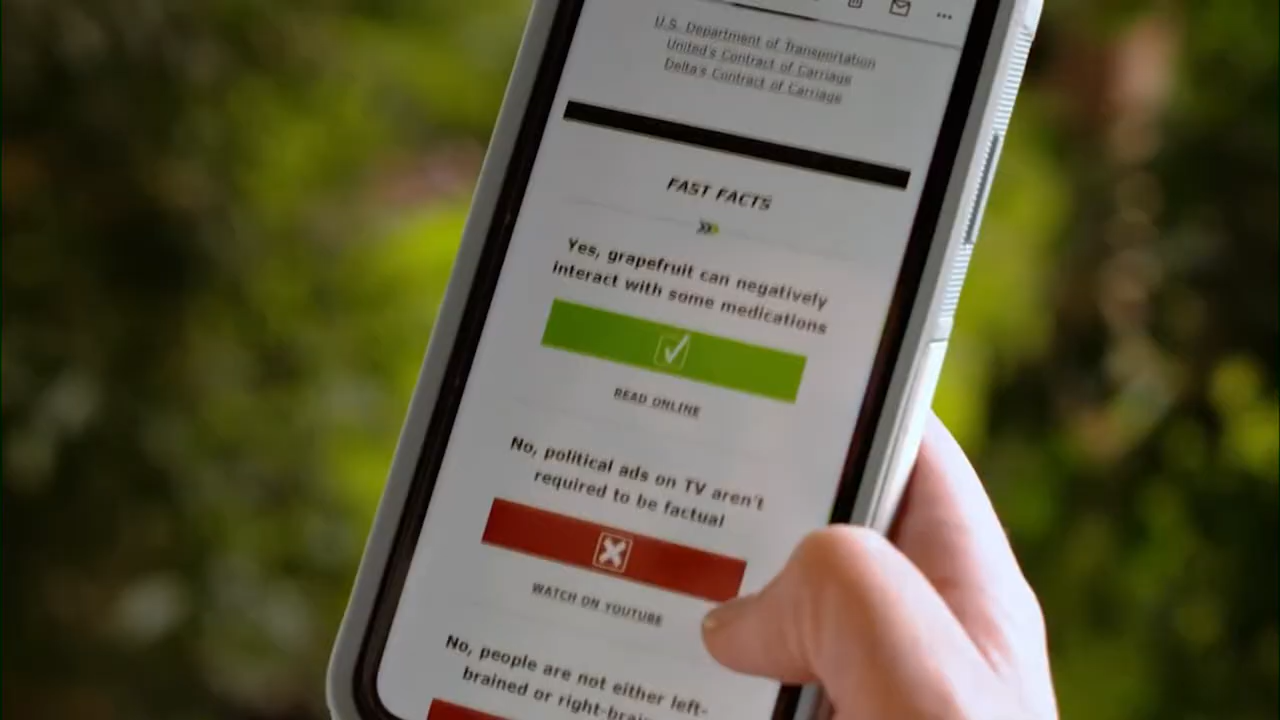 U.S. Department of Transportation
United's Contract of Carriage
Delta's Contract of Carriage
FAST FACTS
Yes, grapefruit can negatively
interact with some medications
READ ONLINE
No, political ads on TV aren't
required to be factual
WATCH ON YOUTUBE
No, people are not either left-
brained or right-brai